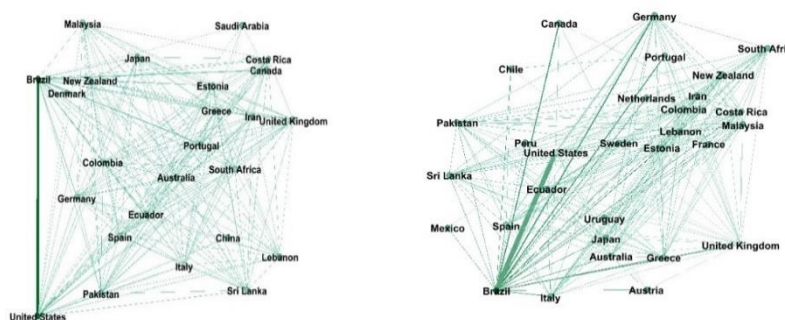 Malaysia
Saudi Arabia
Japan
Costa Rica
Canada
Brazil
New Zealand
Estonia
Denmark
Greece
Iran
United Kingdom
Portugal
Colombia
South Africa
Australia
Germany
Ecuador
Spain
China
Italy
Lebanon
Pakistan
Sri Lanka
United States
Germany
Canada
South Afri
Portugal
Chile
New Zealand
Netherlands
Iran
Colombia
Costa Rica
Pakistan
Malaysia
Lebanon
Peru
Sweden
France
United States
Estonia
Sri Lanka
Ecuador
Uruguay
Mexico
Spain
Japan
United Kingdom
Australia
Greece
Brazil
Italy
Austria